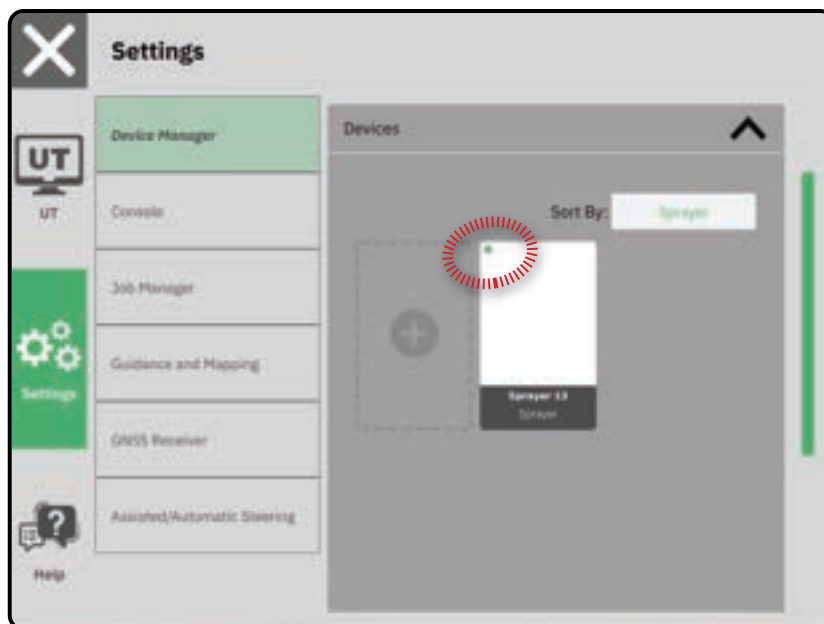 Settings
UT
UT
Settings
Help
Device Manager
Console
Job Manager
Guidance and Mapping
GNSS Receiver
Assisted/Automatic Steering
Devices
Sort By: Sprayer
Sprayer 13
Sprayer